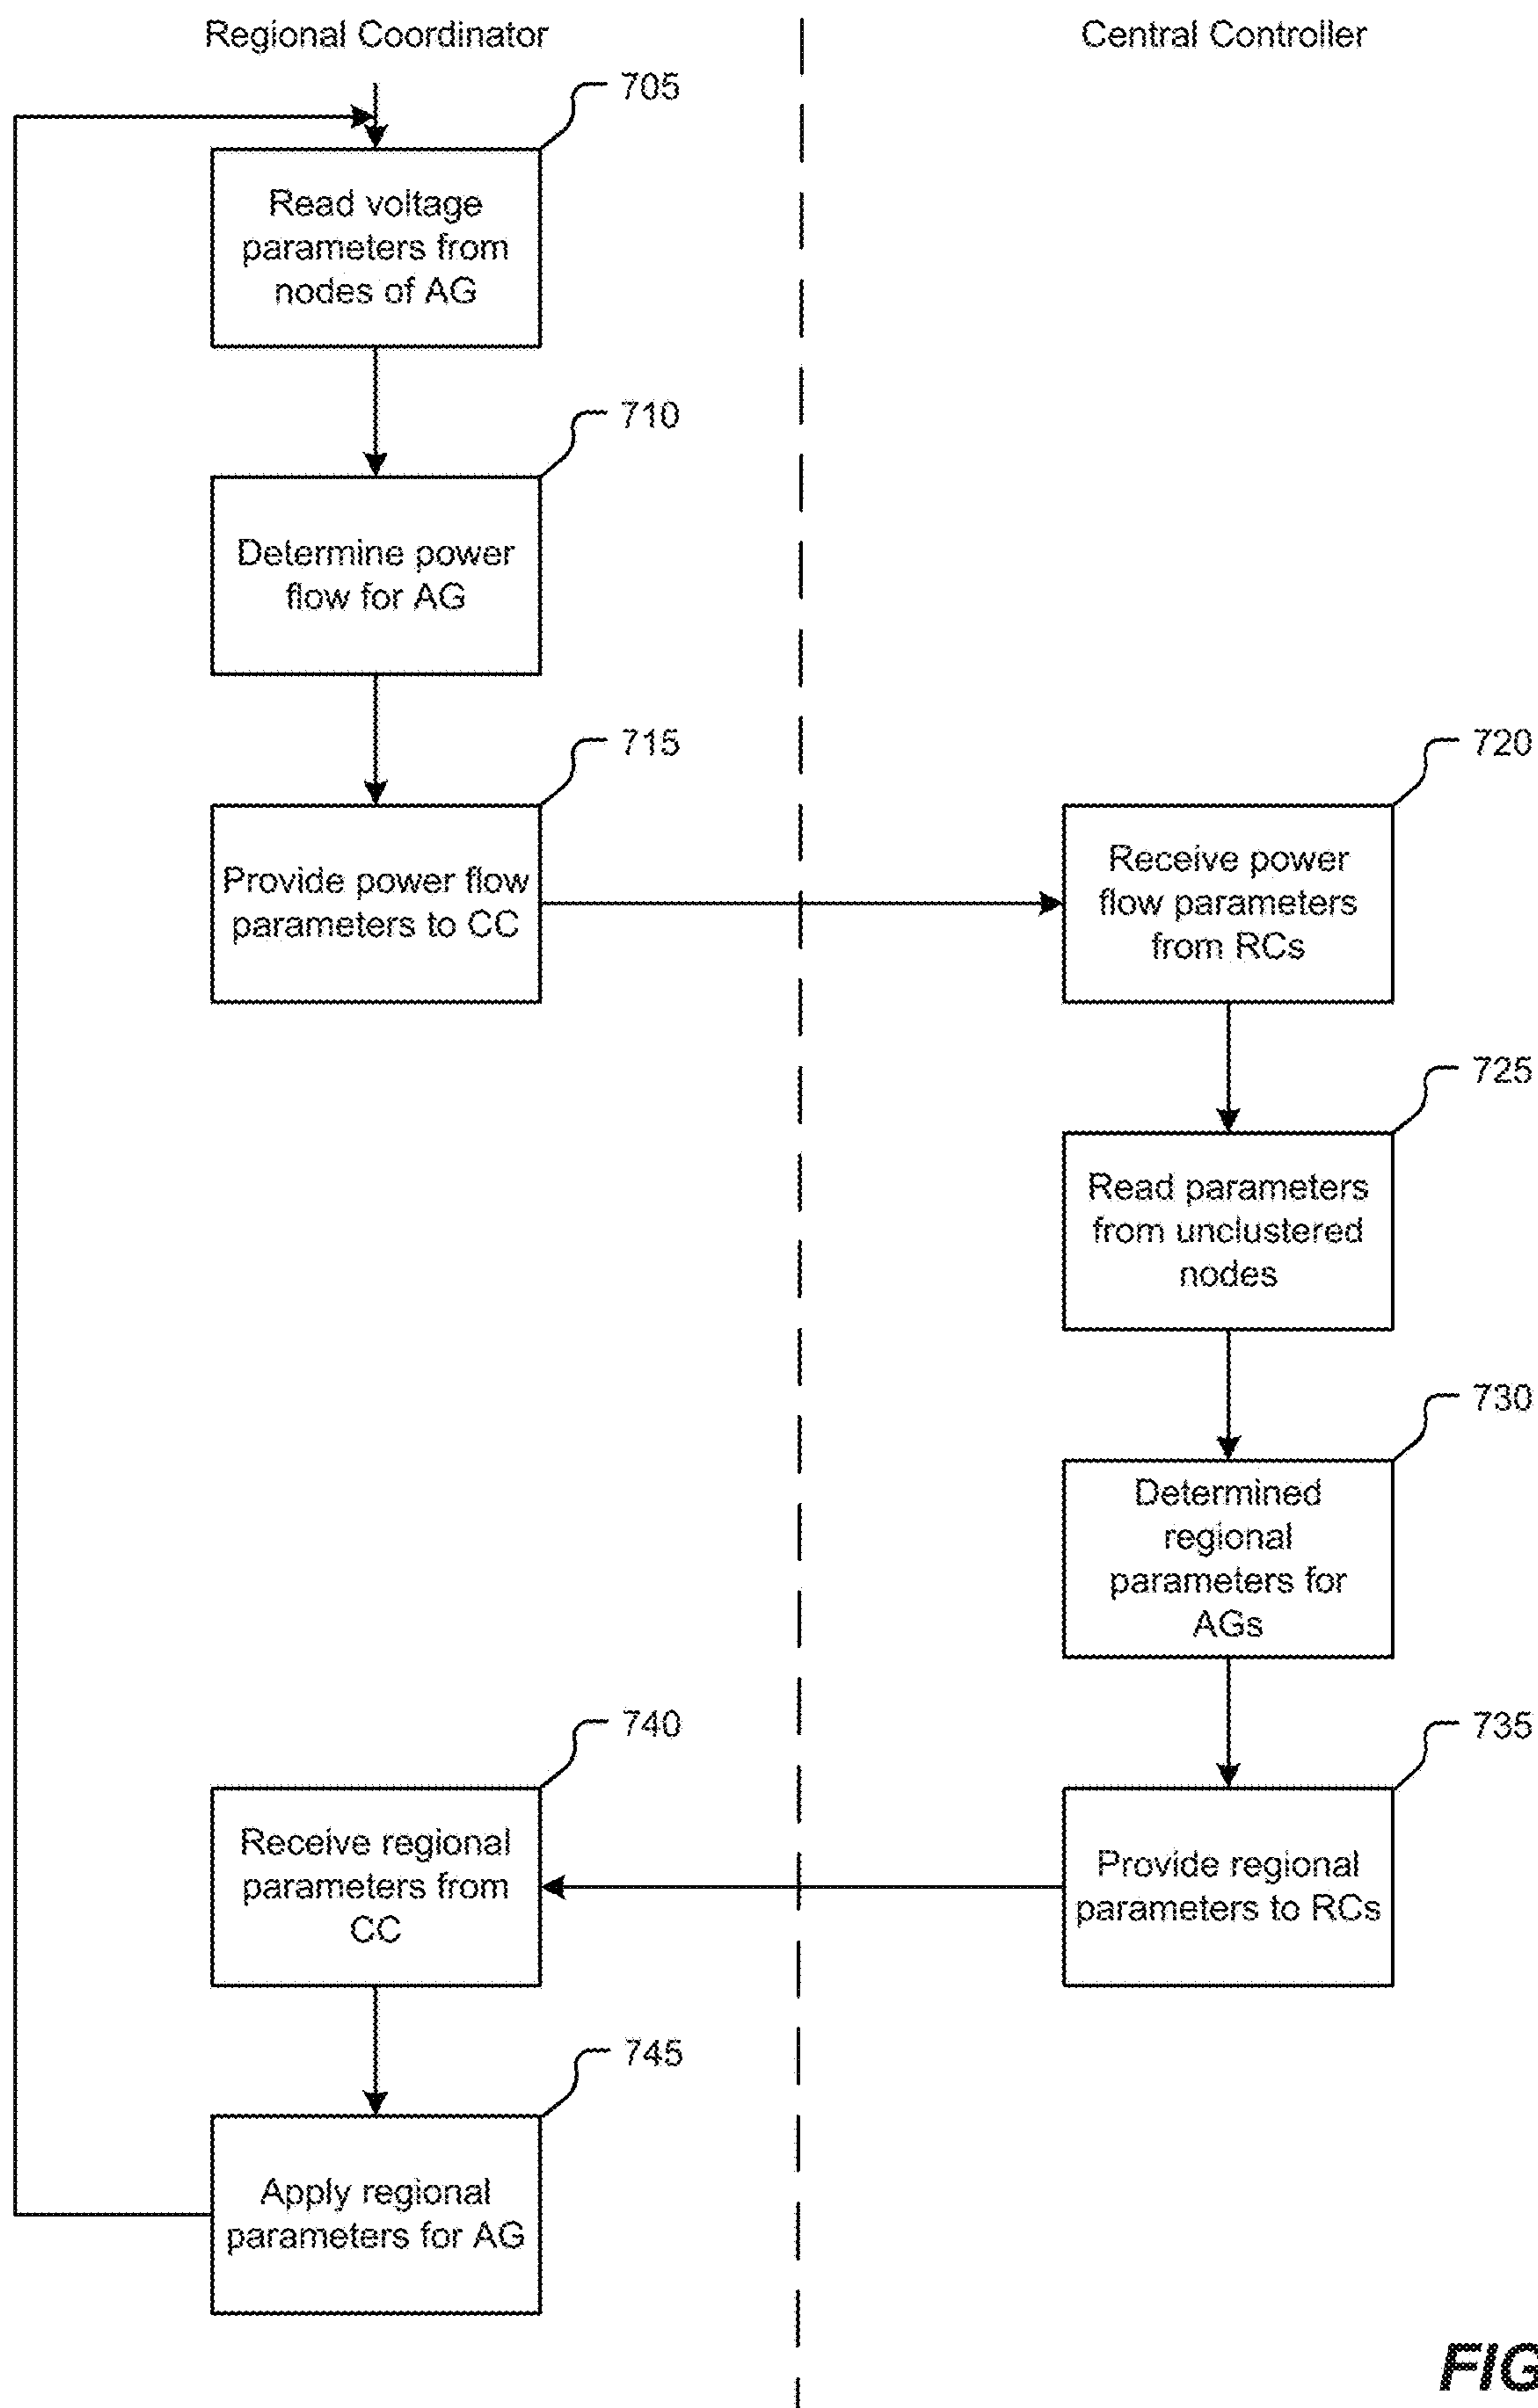 Regional Coordinator
Central Controller
705
Read voltage
parameters from
nodes of AG
710
Determine power
flow for AG
715
Provide power flow
parameters to CC
720
Receive power
flow parameters
from RCs
725
Read parameters
from unclustered
nodes
730
Determined
regional
parameters for
AGs
735
Provide regional
parameters to RCs
740
Receive regional
parameters from
CC
745
Apply regional
parameters for AG
FIG